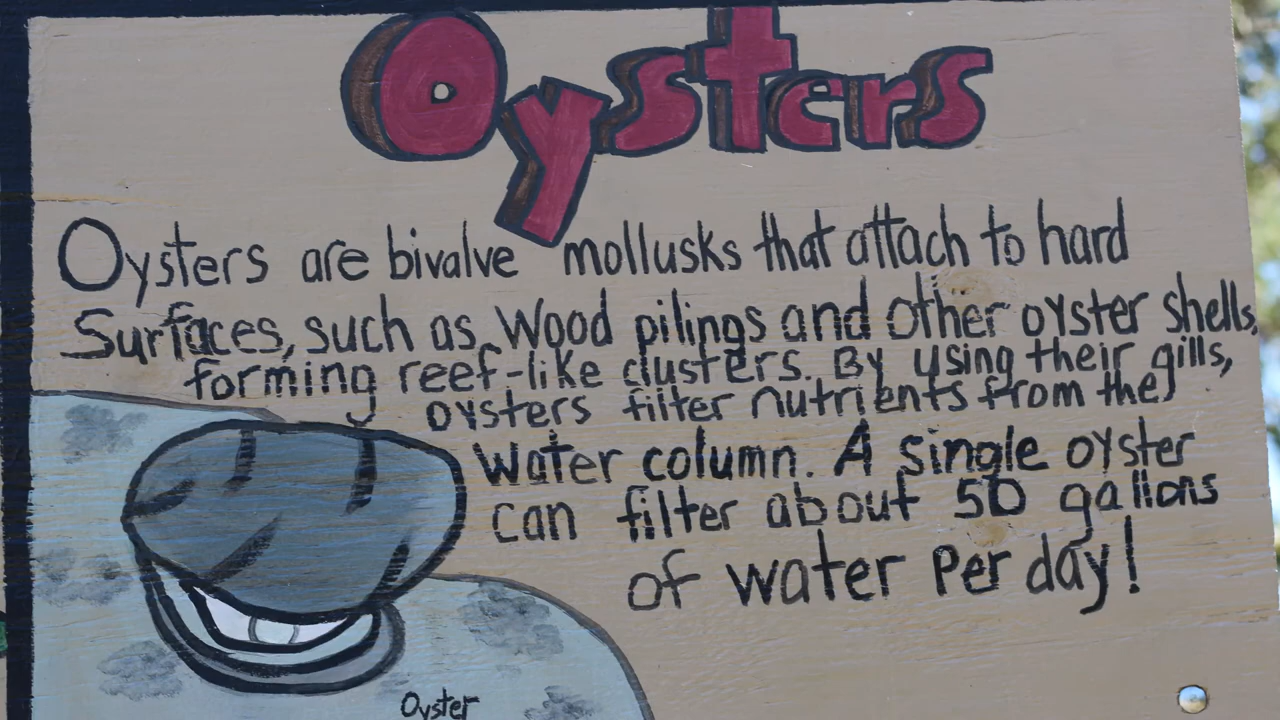 Oysters
Oysters are bivalve mollusks that attach to hard
Surfaces, such as Wood pilings and other oyster shells,
forming reef-like clusters. By using their gills,
oysters filter nutrients from the
Water column. A single oyster
can filter about 50 gallons
of water Per day!
Oyster